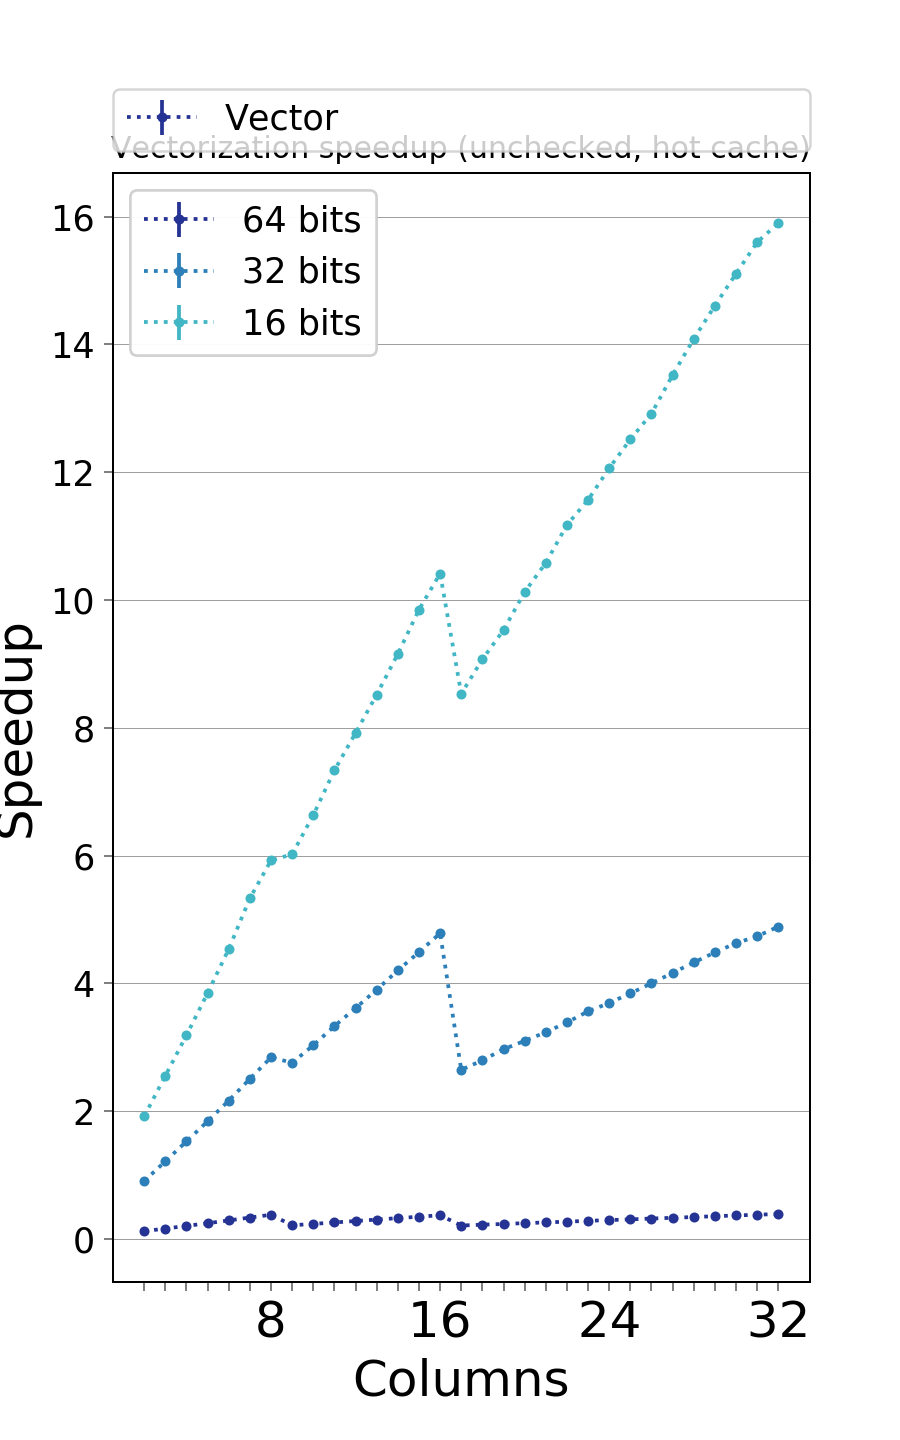 Vector
Vectorization speedup (unchecked, hot cache)
64 bits
32 bits
16 bits
16
14
12
10
8
6
4
2
0
Speedup
8 16 24 32
Columns